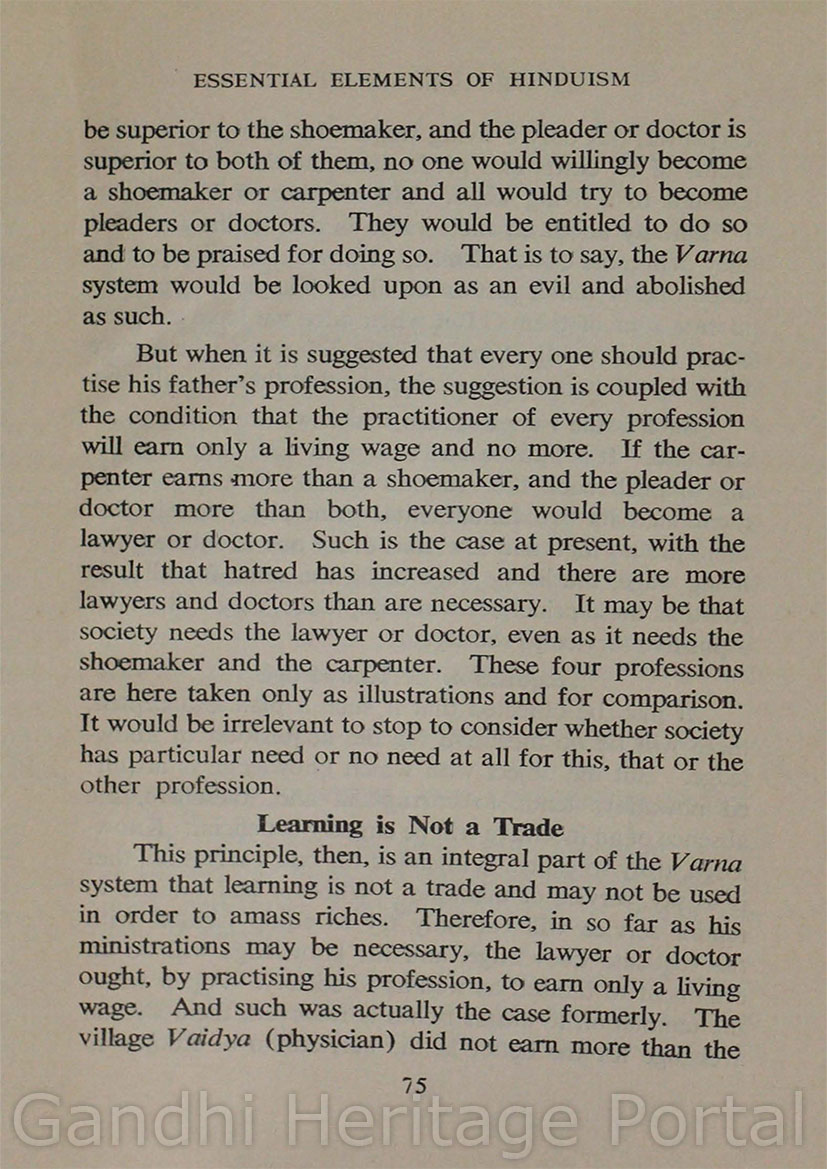 ESSENTIAL ELEMENTS OF HINDUISM
be superior to the shoemaker, and the pleader or doctor is
superior to both of them, no one would willingly become
a shoemaker or carpenter and all would try to become
pleaders or doctors. They would be entitled to do so
and to be praised for doing so. That is to say, the Varna
system would be looked upon as an evil and abolished
as such.
But when it is suggested that every one should prac-
tise his father's profession, the suggestion is coupled with
the condition that the practitioner of every profession
will earn only a living wage and no more. If the car-
penter earns more than a shoemaker, and the pleader or
doctor more than both, everyone would become a
lawyer or doctor. Such is the case at present, with the
result that hatred has increased and there are more
lawyers and doctors than are necessary. It may be that
society needs the lawyer or doctor, even as it needs the
shoemaker and the carpenter. These four professions
are here taken only as illustrations and for comparison.
It would be irrelevant to stop to consider whether society
has particular need or no need at all for this, that or the
other profession.
Learning is Not a Trade
This principle, then, is an integral part of the Varna
system that learning is not a trade and may not be used
in order to amass riches. Therefore, in so far as his
ministrations may be necessary, the lawyer or doctor
ought, by practising his profession, to earn only a living
wage. And such was actually the case formerly. The
village Vaidya (physician) did not earn more than the
75
Gandhi Heritage Portal